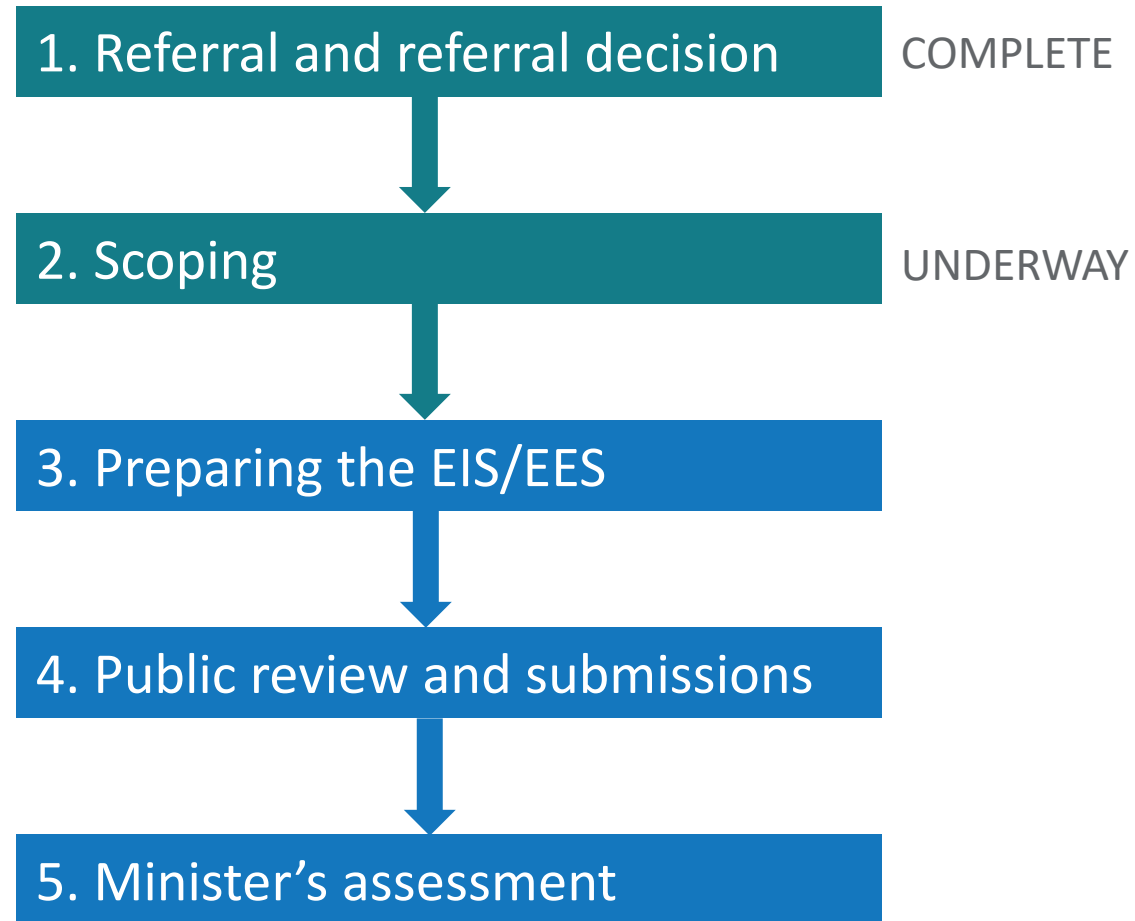 1. Referral and referral decision COMPLETE
2. Scoping UNDERWAY
3. Preparing the EIS/EES
4. Public review and submissions
5. Minister’s assessment